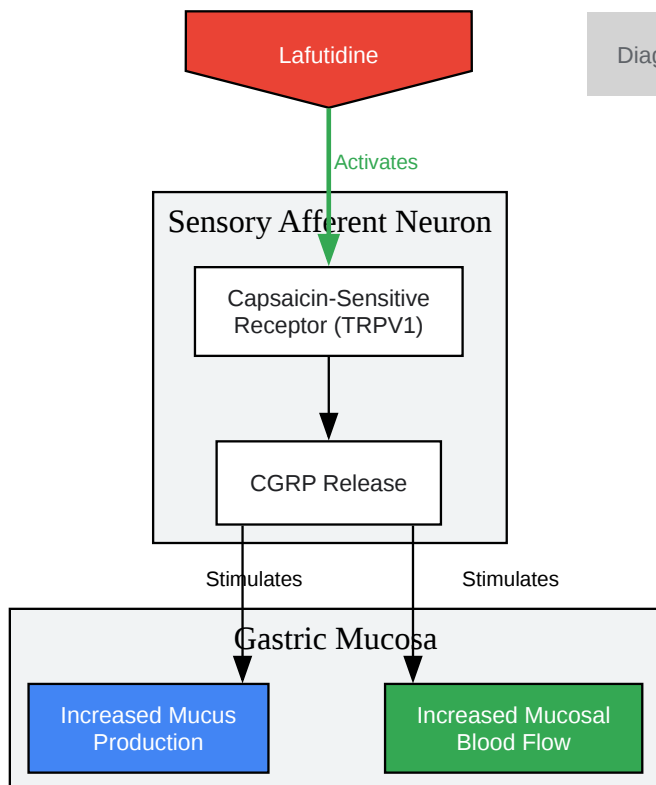 Lafutidine
Diag
Activates
Sensory Afferent Neuron
Capsaicin-Sensitive
Receptor (TRPV1)
CGRP Release
Stimulates
Stimulates
Gastric Mucosa
Increased Mucus
Production
Increased Mucosal
Blood Flow